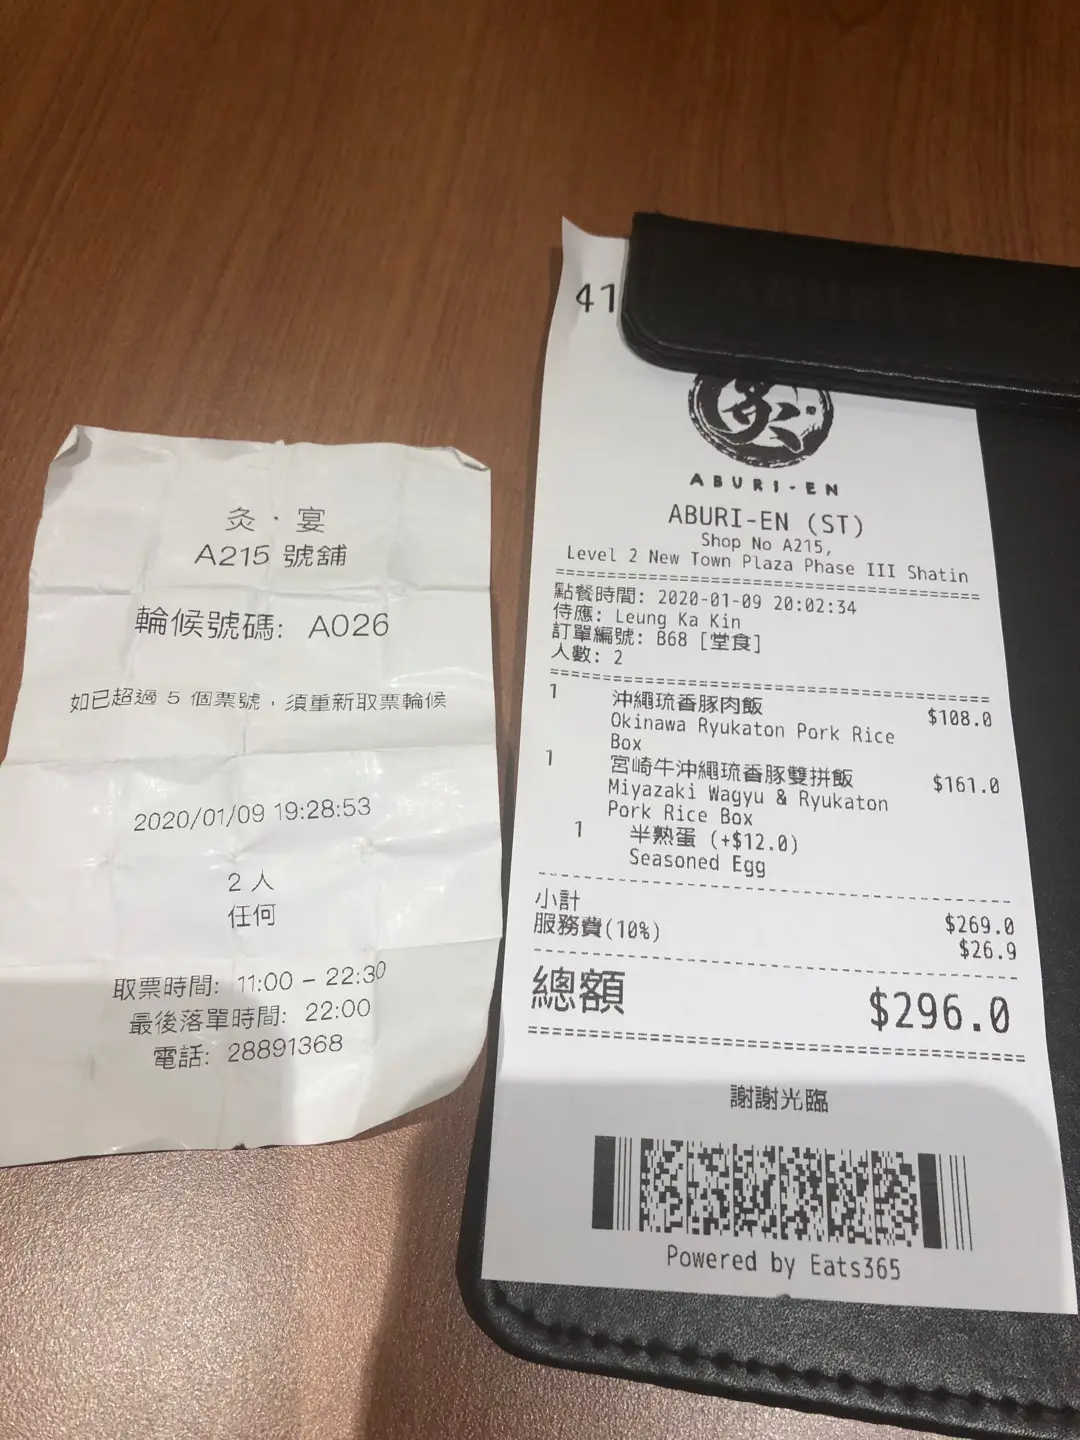 灸・宴
A215 號舖
輪候號碼: A026
如已超過 5 個票號，須重新取票輪候
2020/01/09 19:28:53
2 人
任何
取票時間: 11:00 - 22:30
最後落單時間: 22:00
電話: 28891368
41
炙
ABURI-EN
ABURI-EN (ST)
Shop No A215,
Level 2 New Town Plaza Phase III Shatin
點餐時間: 2020-01-09 20:02:34
侍應: Leung Ka Kin
訂單編號: B68 [堂食]
人數: 2
1 沖繩琉香豚肉飯 $108.0
Okinawa Ryukaton Pork Rice
Box
1 宮崎牛沖繩琉香豚雙拼飯 $161.0
Miyazaki Wagyu & Ryukaton
Pork Rice Box
1 半熟蛋 (+$12.0)
Seasoned Egg
小計 $269.0
服務費(10%) $26.9
總額 $296.0
謝謝光臨
Powered by Eats365